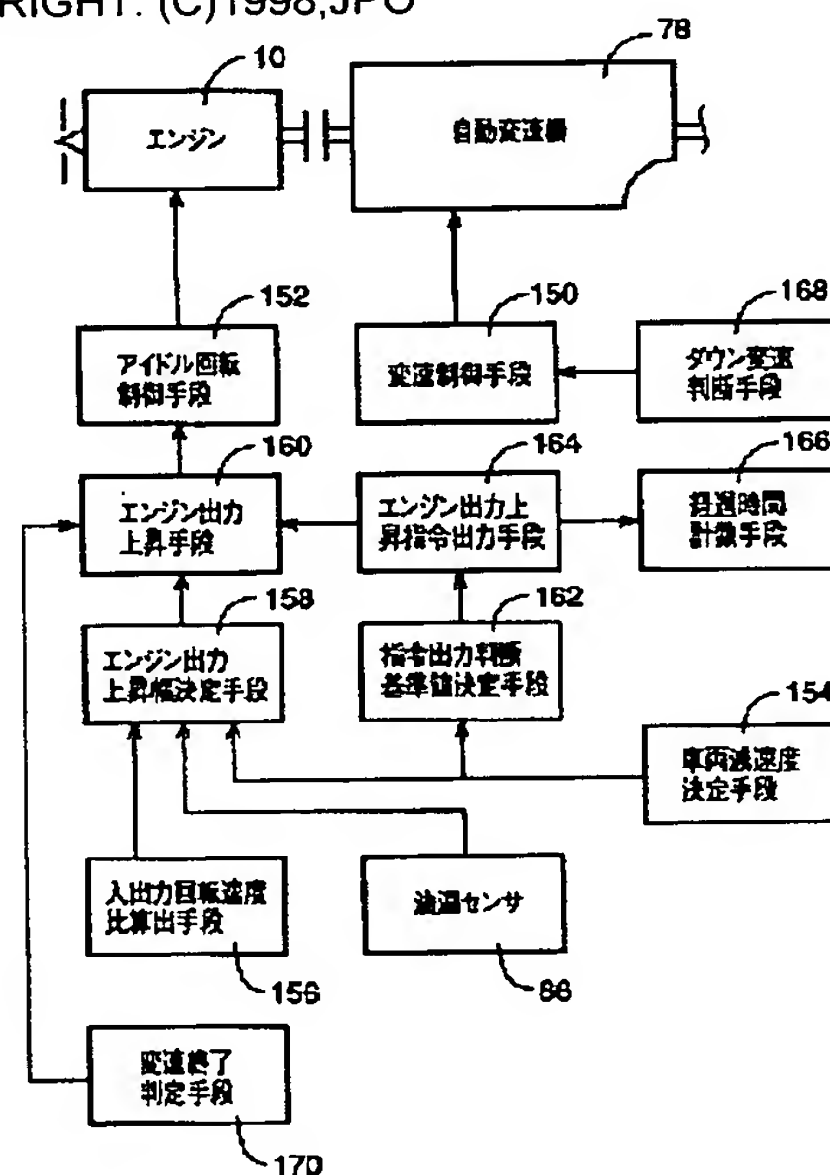 RIGHT: (C)1998,JPO
10
78
エンジン
自動変速機
152
150
168
アイドル回転
制御手段
変速制御手段
ダウン変速
判断手段
160
164
166
エンジン出力
上昇手段
エンジン出力上
昇指令出力手段
経過時間
計数手段
158
162
エンジン出力
上昇幅決定手段
指令出力判断
基準値決定手段
154
車両減速度
決定手段
入出力回転速度
比算出手段
油温センサ
156
86
変速終了
判定手段
170